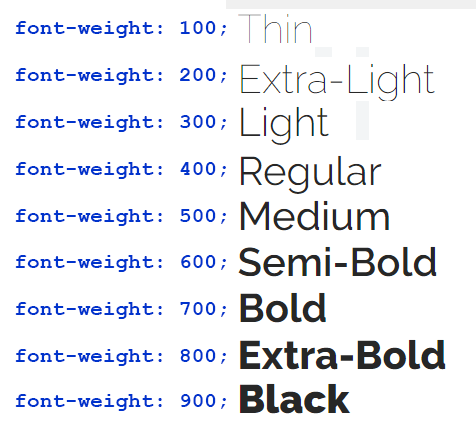 font-weight: 100; Thin
font-weight: 200; Extra-Light
font-weight: 300; Light
font-weight: 400; Regular
font-weight: 500; Medium
font-weight: 600; Semi-Bold
font-weight: 700; Bold
font-weight: 800; Extra-Bold
font-weight: 900; Black